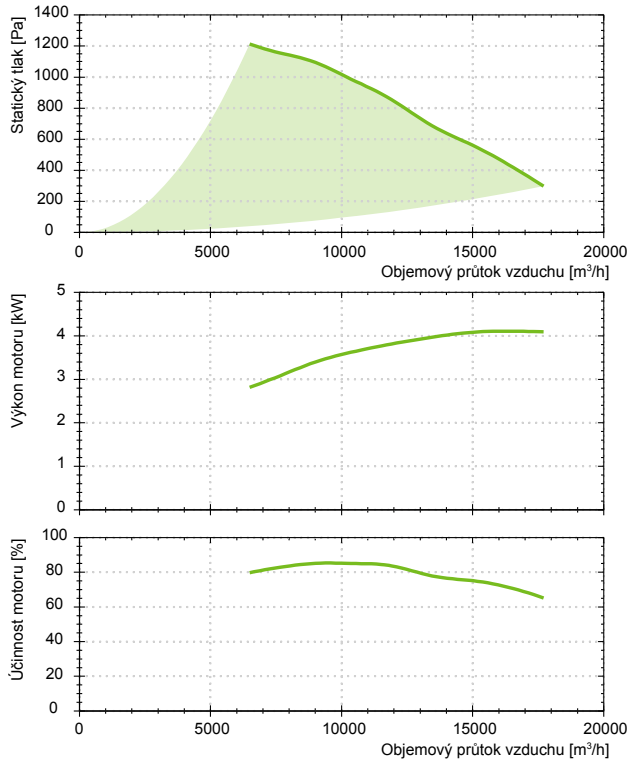 Statický tlak [Pa]
1400
1200
1000
800
600
400
200
0
0 5000 10000 15000 20000
Objemový průtok vzduchu [m³/h]
Výkon motoru [kW]
5
4
3
2
1
0
Účinnost motoru [%]
100
80
60
40
20
0
0 5000 10000 15000 20000
Objemový průtok vzduchu [m³/h]